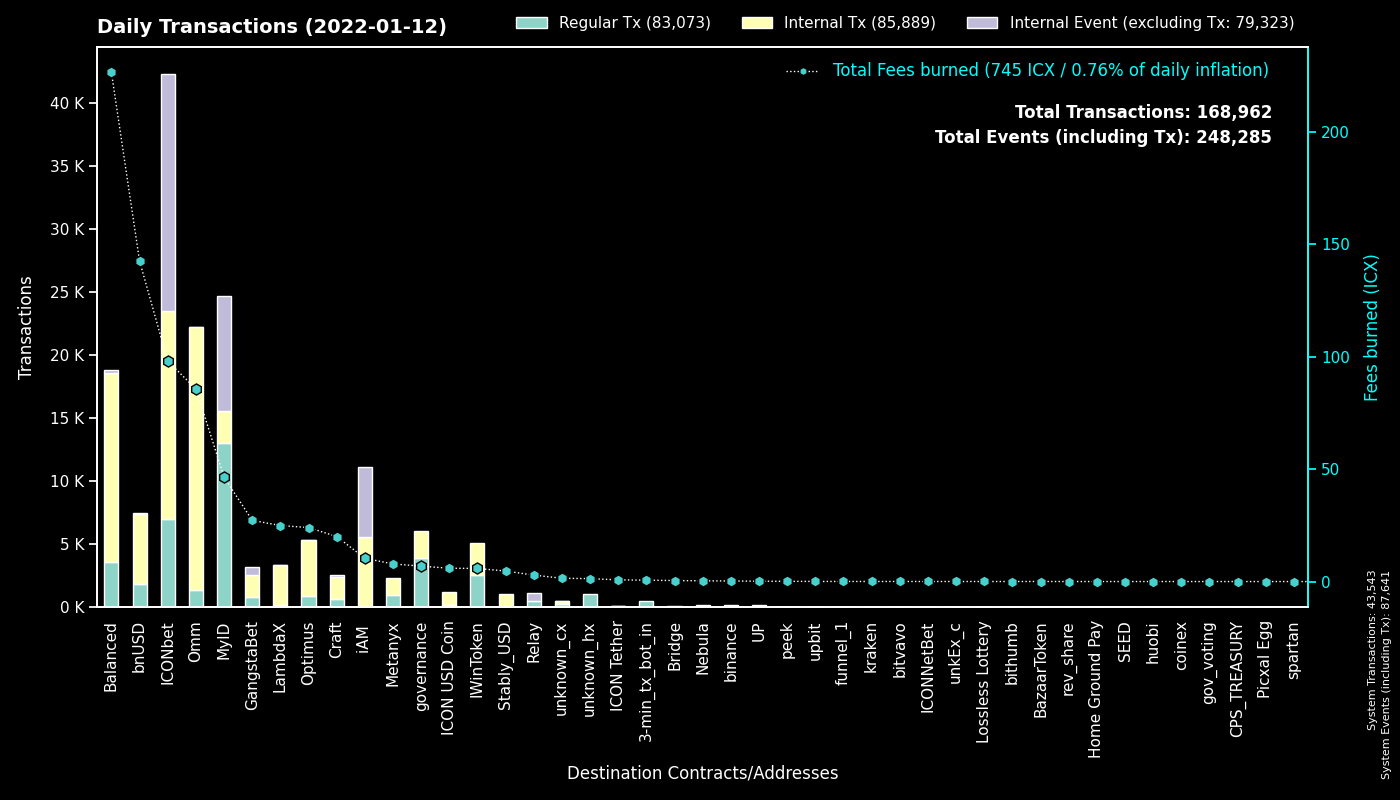 Daily Transactions (2022-01-12)
Regular Tx (83,073)
Internal Tx (85,889)
Internal Event (excluding Tx: 79,323)
Total Fees burned (745 ICX / 0.76% of daily inflation)
Total Transactions: 168,962
Total Events (including Tx): 248,285
Transactions
40 K
35 K
30 K
25 K
20 K
15 K
10 K
5 K
0 K
200
150
100
50
0
Fees burned (ICX)
Balanced
bnUSD
ICONbet
Omm
MyID
GangstaBet
LambdaX
Optimus
Craft
iAM
Metanyx
governance
ICON USD Coin
IWinToken
Stably_USD
Relay
unknown_cx
unknown_hx
ICON Tether
3-min_tx_bot_in
Bridge
Nebula
binance
UP
peek
upbit
funnel_1
kraken
bitvavo
ICONNetBet
unkEx_c
Lossless Lottery
bithumb
BazaarToken
rev_share
Home Ground Pay
SEED
huobi
coinex
gov_voting
CPS_TREASURY
Picxal Egg
spartan
Destination Contracts/Addresses
System Transactions: 43,543
System Events (including Tx): 87,641